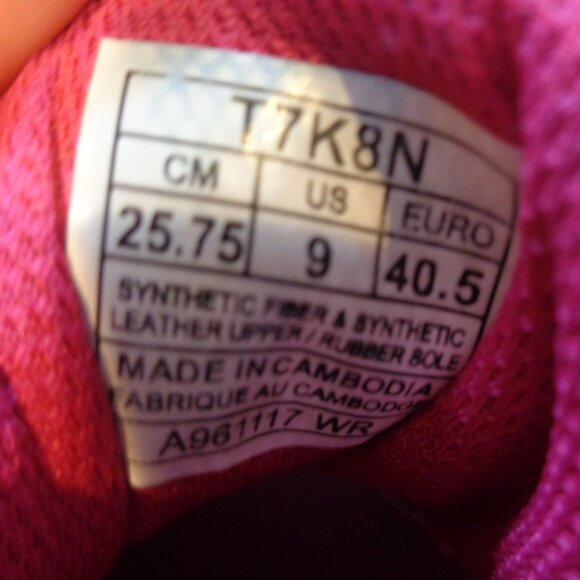 T7K8N
CM US EURO
25.75 9 40.5
SYNTHETIC FIBER & SYNTHETIC
LEATHER UPPER / RUBBER SOLE
MADE IN CAMBODIA
FABRIQUE AU CAMBODGE
A961117 WR